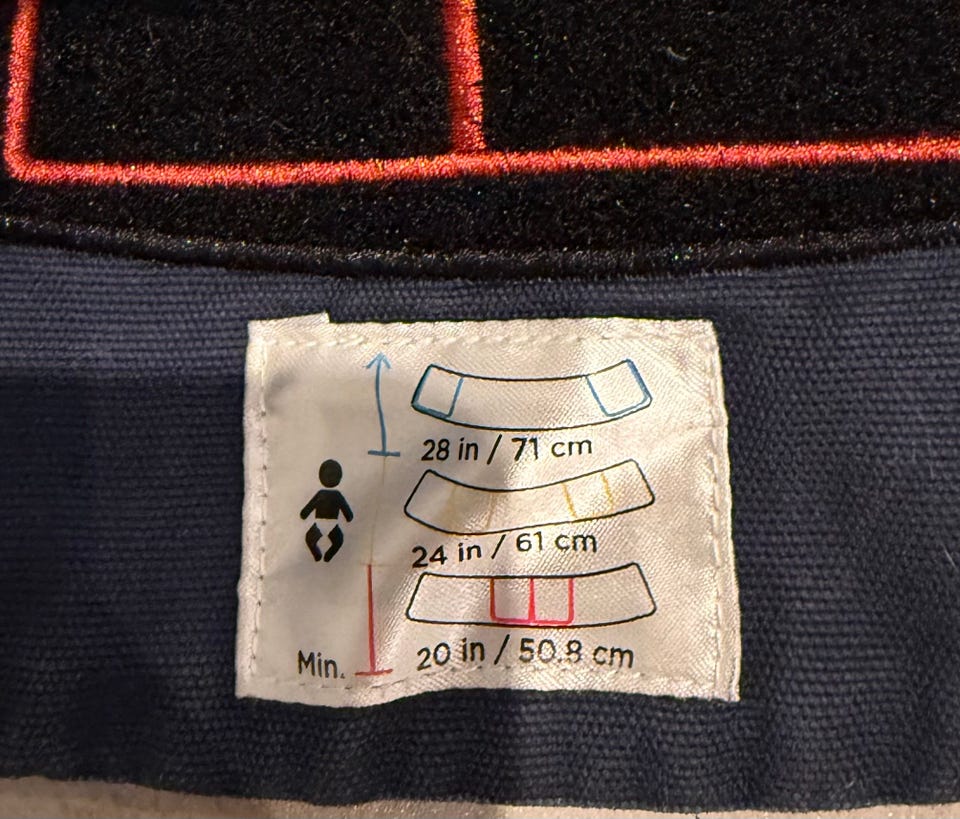 28 in / 71 cm
24 in / 61 cm
Min. 20 in / 50.8 cm